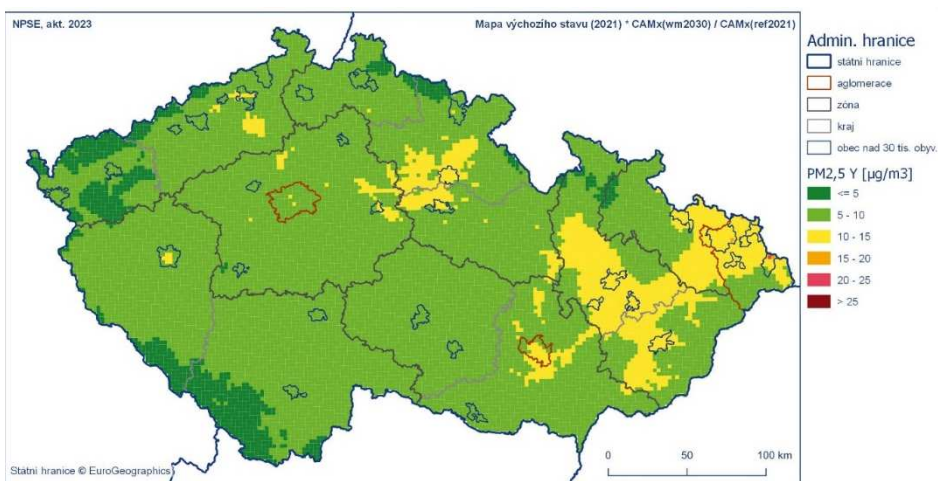 NPSE, akt. 2023
Mapa výchozího stavu (2021) * CAMx(wm2030) / CAMx(ref2021)
Admin. hranice
státní hranice
aglomerace
zóna
kraj
obec nad 30 tis. obyv.
PM2,5 Y [µg/m3]
<= 5
5 - 10
10 - 15
15 - 20
20 - 25
> 25
0 50 100 km
Státní hranice © EuroGeographics